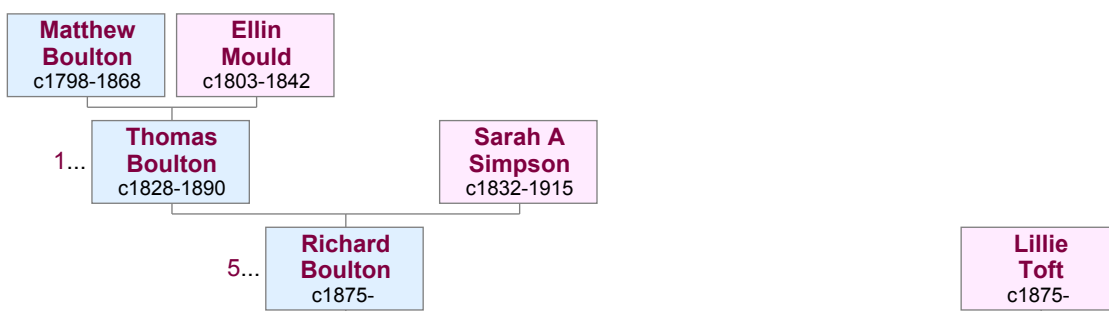 Matthew
Boulton
c1798-1868
Ellin
Mould
c1803-1842
1...
Thomas
Boulton
c1828-1890
Sarah A
Simpson
c1832-1915
5...
Richard
Boulton
c1875-
Lillie
Toft
c1875-